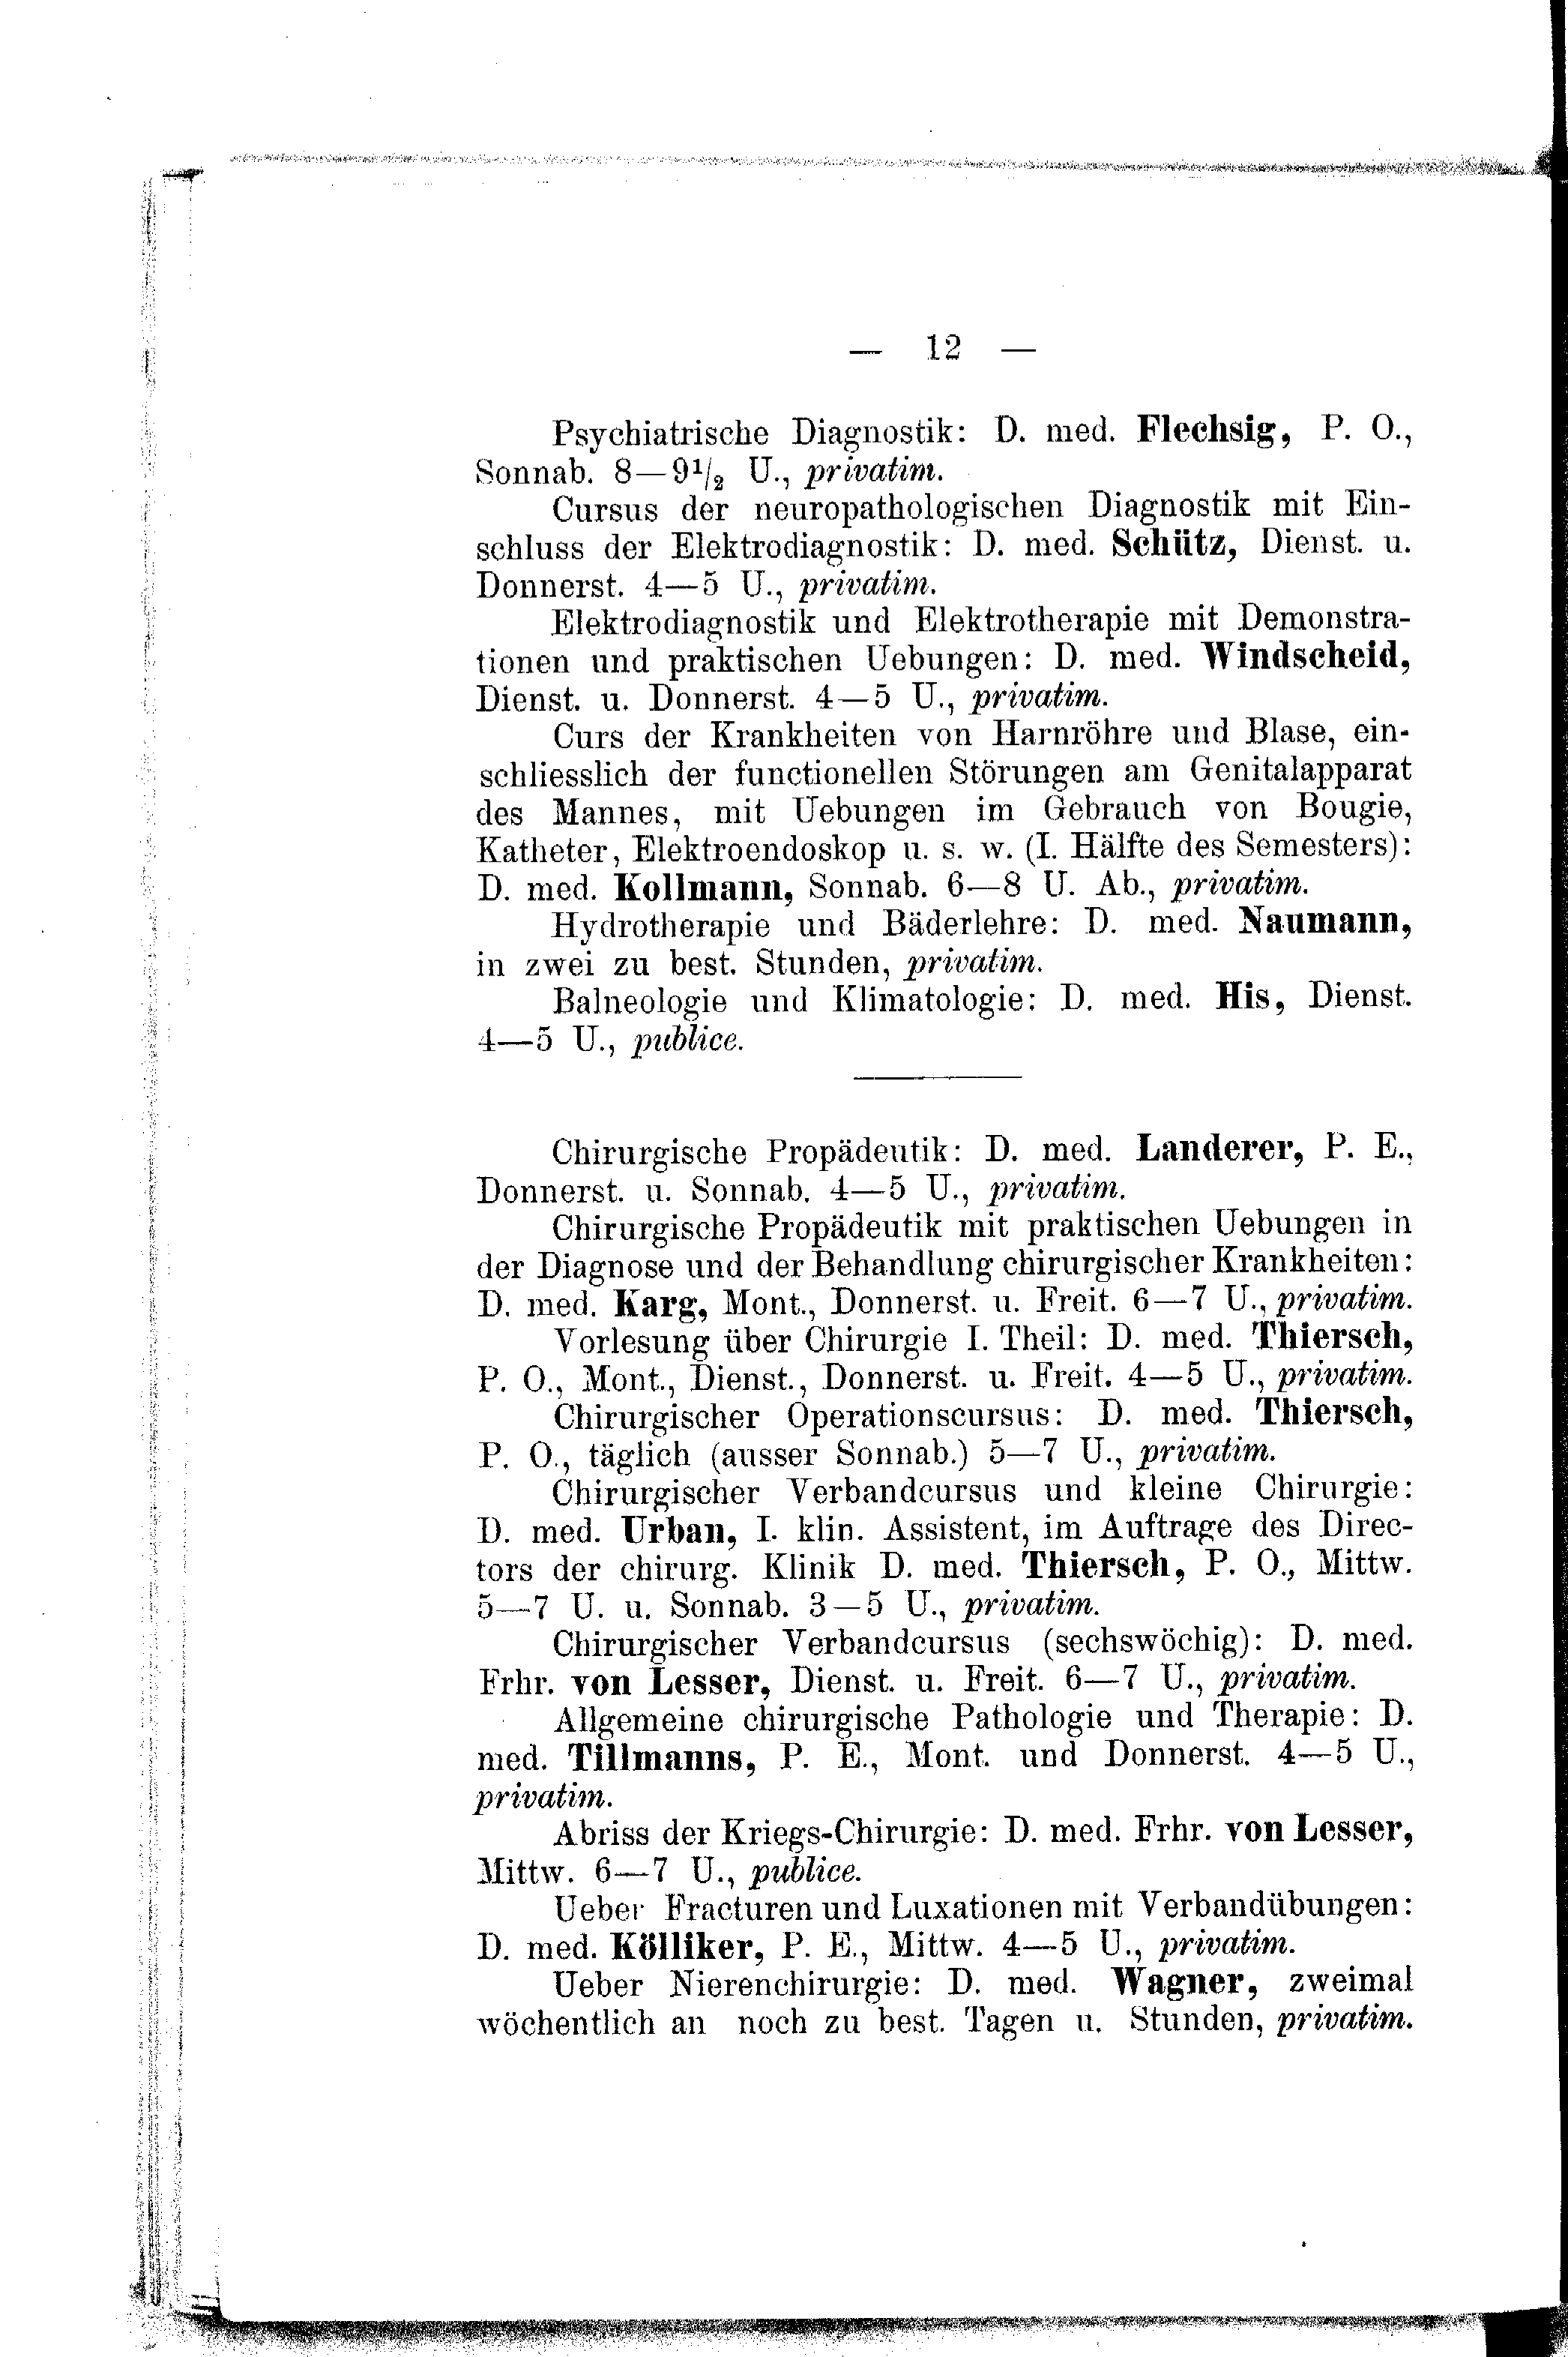 — 12 —
Psychiatrische Diagnostik: D. med. Flechsig, P. O.,
Sonnab. 8—9½ U., privatim.
Cursus der neuropathologischen Diagnostik mit Ein-
schluss der Elektrodiagnostik: D. med. Schütz, Dienst. u.
Donnerst. 4—5 U., privatim.
Elektrodiagnostik und Elektrotherapie mit Demonstra-
tionen und praktischen Uebungen: D. med. Windscheid,
Dienst. u. Donnerst. 4—5 U., privatim.
Curs der Krankheiten von Harnröhre und Blase, ein-
schliesslich der functionellen Störungen am Genitalapparat
des Mannes, mit Uebungen im Gebrauch von Bougie,
Katheter, Elektroendoskop u. s. w. (I. Hälfte des Semesters):
D. med. Kollmann, Sonnab. 6—8 U. Ab., privatim.
Hydrotherapie und Bäderlehre: D. med. Naumann,
in zwei zu best. Stunden, privatim.
Balneologie und Klimatologie: D. med. His, Dienst.
4—5 U., publice.
Chirurgische Propädeutik: D. med. Landerer, P. E.,
Donnerst. u. Sonnab. 4—5 U., privatim.
Chirurgische Propädeutik mit praktischen Uebungen in
der Diagnose und der Behandlung chirurgischer Krankheiten:
D. med. Karg, Mont., Donnerst. u. Freit. 6—7 U., privatim.
Vorlesung über Chirurgie I. Theil: D. med. Thiersch,
P. O., Mont., Dienst., Donnerst. u. Freit. 4—5 U., privatim.
Chirurgischer Operationscursus: D. med. Thiersch,
P. O., täglich (ausser Sonnab.) 5—7 U., privatim.
Chirurgischer Verbandcursus und kleine Chirurgie:
D. med. Urban, I. klin. Assistent, im Auftrage des Direc-
tors der chirurg. Klinik D. med. Thiersch, P. O., Mittw.
5—7 U. u. Sonnab. 3—5 U., privatim.
Chirurgischer Verbandcursus (sechswöchig): D. med.
Frhr. von Lesser, Dienst. u. Freit. 6—7 U., privatim.
Allgemeine chirurgische Pathologie und Therapie: D.
med. Tillmanns, P. E., Mont. und Donnerst. 4—5 U.,
privatim.
Abriss der Kriegs-Chirurgie: D. med. Frhr. von Lesser,
Mittw. 6—7 U., publice.
Ueber Fracturen und Luxationen mit Verbandübungen:
D. med. Kölliker, P. E., Mittw. 4—5 U., privatim.
Ueber Nierenchirurgie: D. med. Wagner, zweimal
wöchentlich an noch zu best. Tagen u. Stunden, privatim.